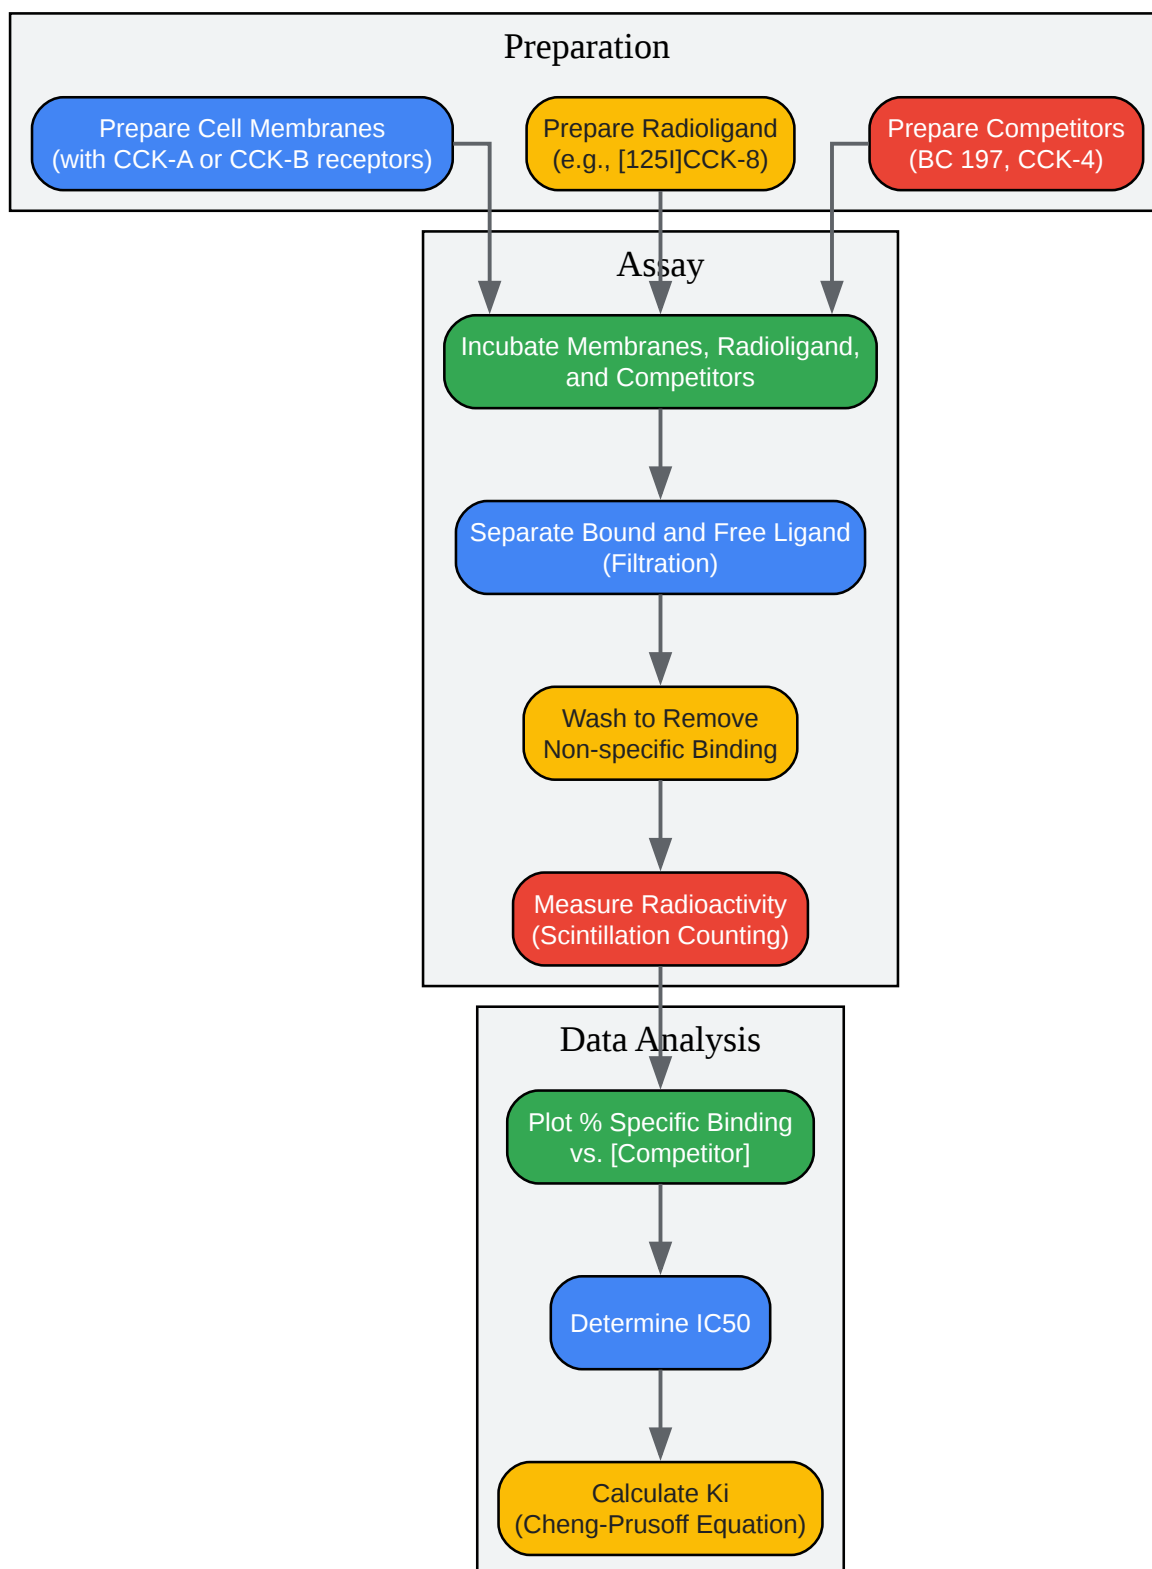 Preparation
Prepare Cell Membranes
(with CCK-A or CCK-B receptors)
Prepare Radioligand
(e.g., [125I]CCK-8)
Prepare Competitors
(BC 197, CCK-4)
Assay
Incubate Membranes, Radioligand,
and Competitors
Separate Bound and Free Ligand
(Filtration)
Wash to Remove
Non-specific Binding
Measure Radioactivity
(Scintillation Counting)
Data Analysis
Plot % Specific Binding
vs. [Competitor]
Determine IC50
Calculate Ki
(Cheng-Prusoff Equation)